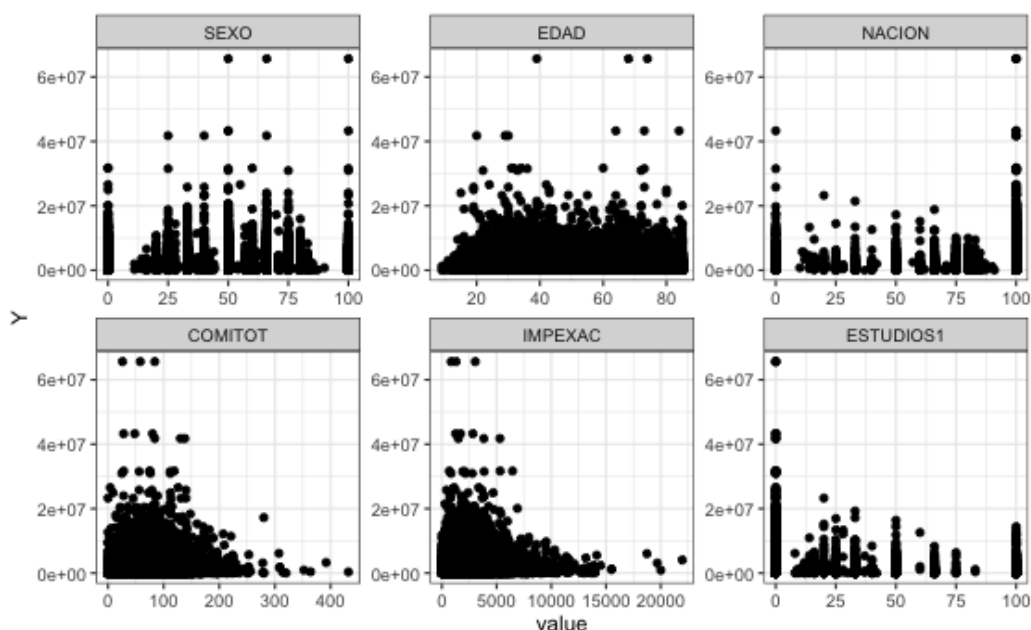 SEXO EDAD NACION
6e+07 6e+07 6e+07
4e+07 4e+07 4e+07
2e+07 2e+07 2e+07
0e+00 0e+00 0e+00
0 25 50 75 100 20 40 60 80 0 25 50 75 100
Y
COMITOT IMPEXAC ESTUDIOS1
6e+07 6e+07 6e+07
4e+07 4e+07 4e+07
2e+07 2e+07 2e+07
0e+00 0e+00 0e+00
0 100 200 300 400 0 5000 10000 15000 20000 0 25 50 75 100
value